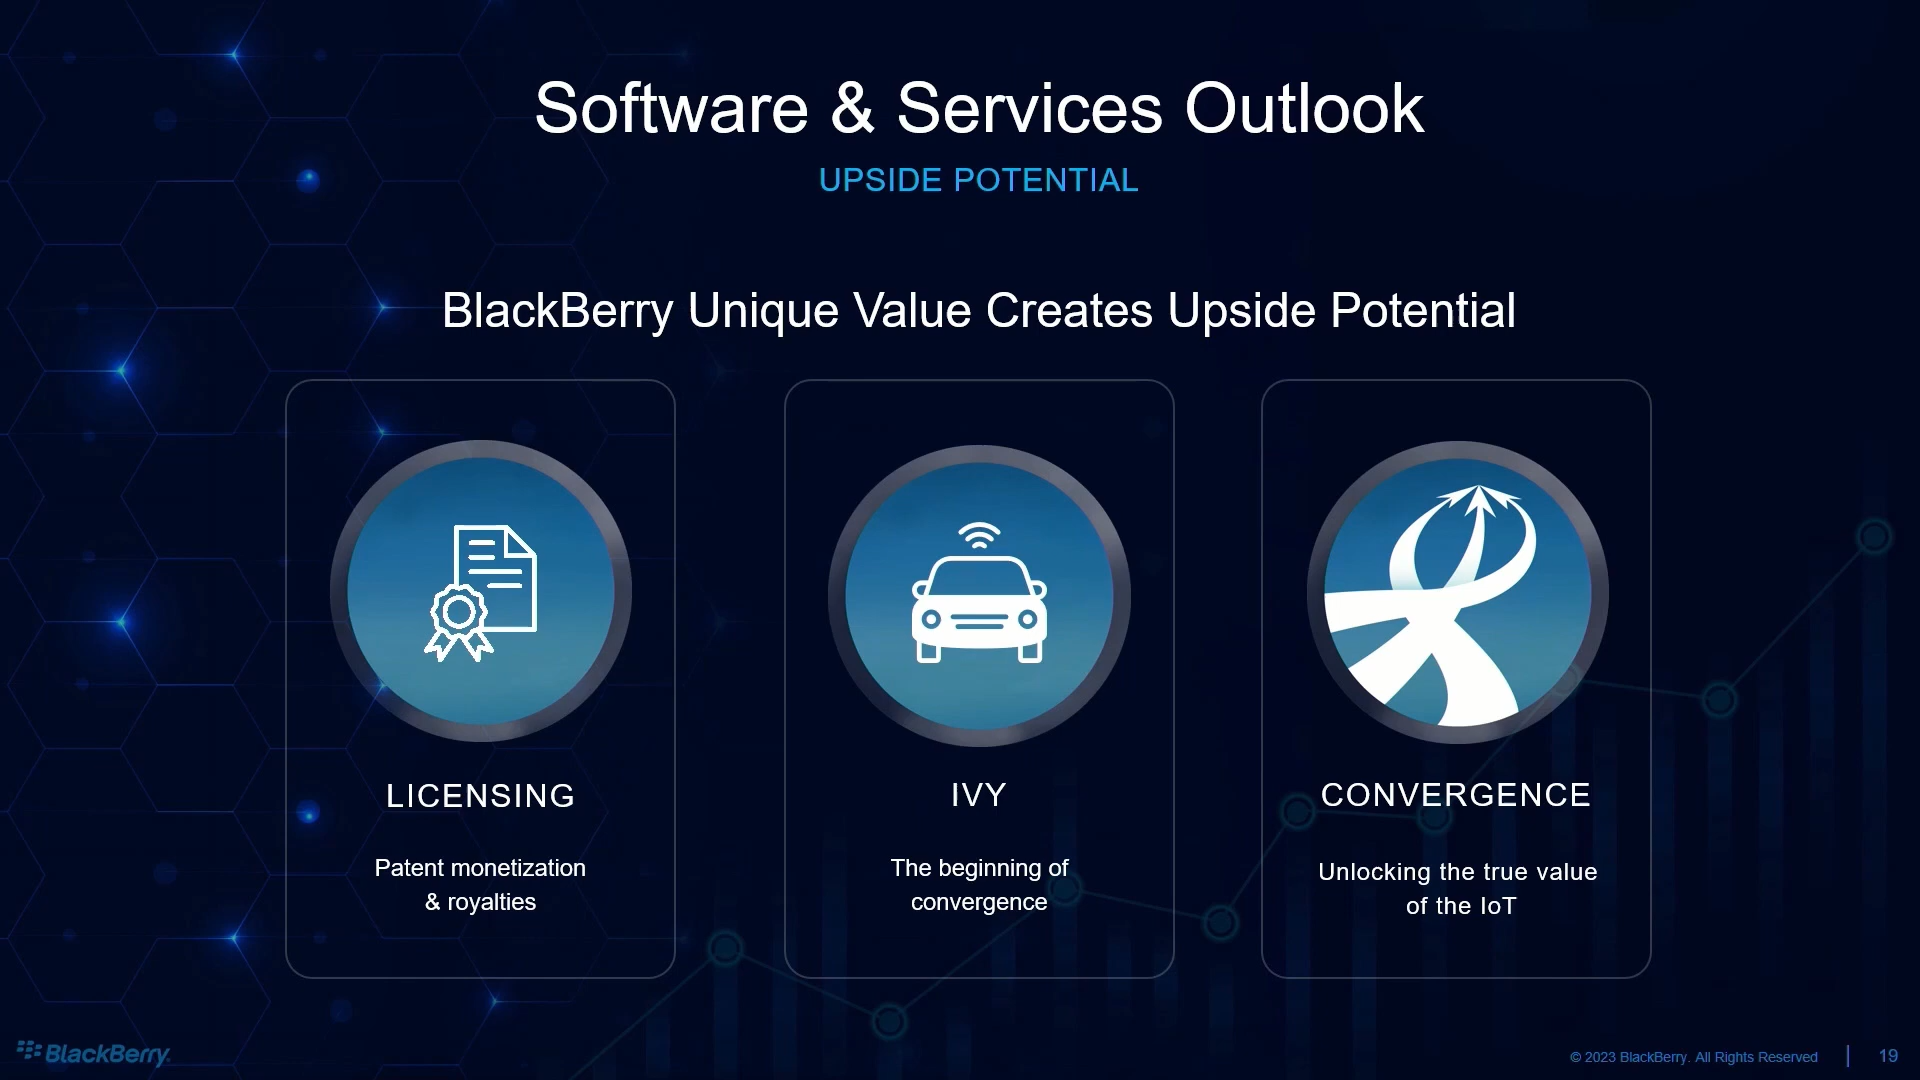 Software & Services Outlook
UPSIDE POTENTIAL
BlackBerry Unique Value Creates Upside Potential
LICENSING
Patent monetization
& royalties
IVY
The beginning of
convergence
CONVERGENCE
Unlocking the true value
of the IoT
BlackBerry.
© 2023 BlackBerry. All Rights Reserved | 19